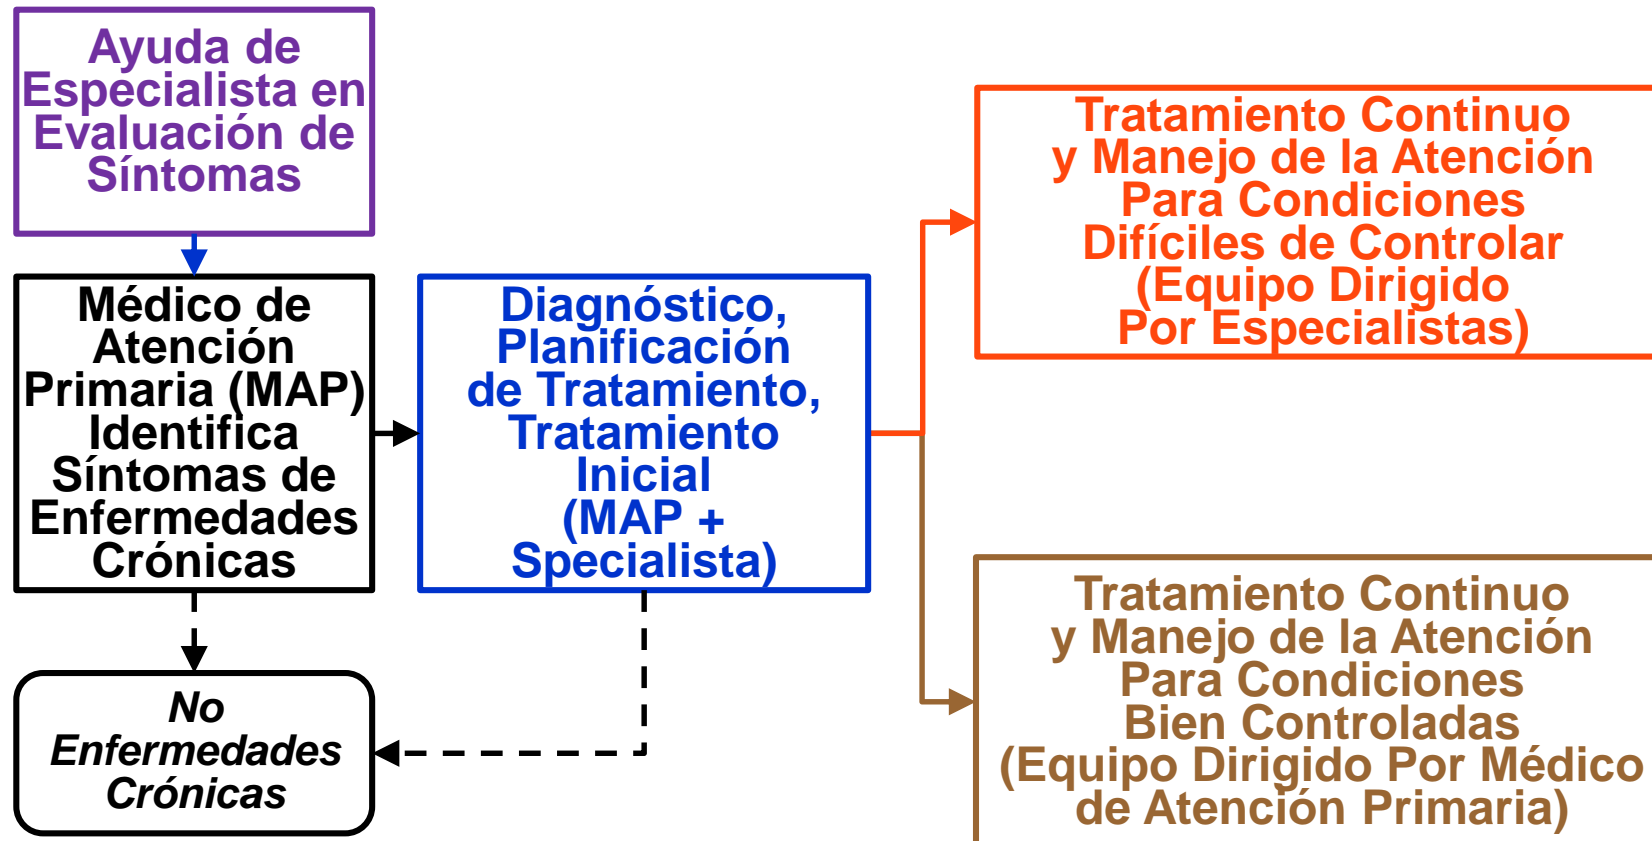 Ayuda de
Especialista en
Evaluación de
Síntomas
Médico de
Atención
Primaria (MAP)
Identifica
Síntomas de
Enfermedades
Crónicas
No
Enfermedades
Crónicas
Diagnóstico,
Planificación
de Tratamiento,
Tratamiento
Inicial
(MAP +
Specialista)
Tratamiento Continuo
y Manejo de la Atención
Para Condiciones
Difíciles de Controlar
(Equipo Dirigido
Por Especialistas)
Tratamiento Continuo
y Manejo de la Atención
Para Condiciones
Bien Controladas
(Equipo Dirigido Por Médico
de Atención Primaria)